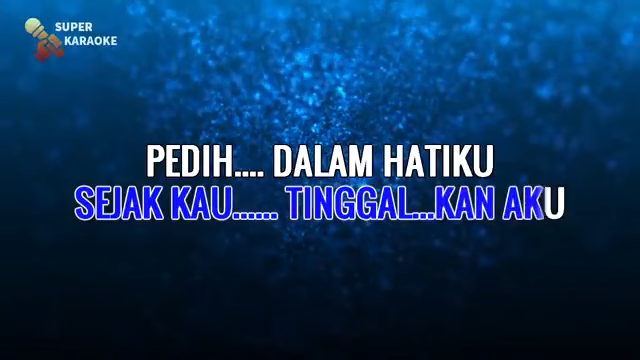 SUPER
KARAOKE
PEDIH.... DALAM HATIKU
SEJAK KAU...... TINGGAL...KAN AKU